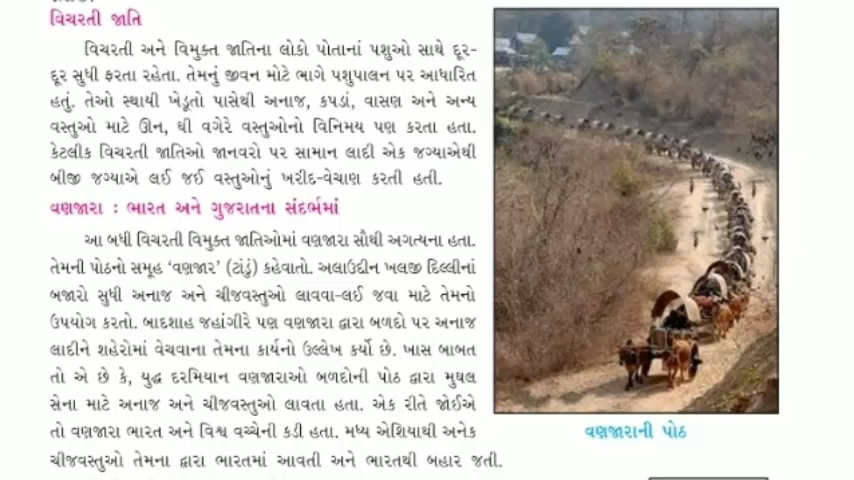 વિચરતી જાતિ
વિચરતી અને વિમુક્ત જાતિના લોકો પોતાનાં પશુઓ સાથે દૂર-
દૂર સુધી ફરતા રહેતા. તેમનું જીવન મોટે ભાગે પશુપાલન પર આધારિત
હતું. તેઓ સ્થાયી ખેડૂતો પાસેથી અનાજ, કપડાં, વાસણ અને અન્ય
વસ્તુઓ માટે ઊન, ઘી વગેરે વસ્તુઓનો વિનિમય પણ કરતા હતા.
કેટલીક વિચરતી જાતિઓ જાનવરો પર સામાન લાદી એક જગ્યાએથી
બીજી જગ્યાએ લઈ જઈ વસ્તુઓનું ખરીદ-વેચાણ કરતી હતી.
વણજારા : ભારત અને ગુજરાતના સંદર્ભમાં
આ બધી વિચરતી વિમુક્ત જાતિઓમાં વણજારા સૌથી અગત્યના હતા.
તેમની પોઠનો સમૂહ ‘વણજાર’ (ટાંડું) કહેવાતો. અલાઉદ્દીન ખલજી દિલ્લીનાં
બજારો સુધી અનાજ અને ચીજવસ્તુઓ લાવવા-લઈ જવા માટે તેમનો
ઉપયોગ કરતો. બાદશાહ જહાંગીરે પણ વણજારા દ્વારા બળદો પર અનાજ
લાદીને શહેરોમાં વેચવાના તેમના કાર્યનો ઉલ્લેખ કર્યો છે. ખાસ બાબત
તો એ છે કે, યુદ્ધ દરમિયાન વણજારાઓ બળદોની પોઠ દ્વારા મુઘલ
સેના માટે અનાજ અને ચીજવસ્તુઓ લાવતા હતા. એક રીતે જોઈએ
તો વણજારા ભારત અને વિશ્વ વચ્ચેની કડી હતા. મધ્ય એશિયાથી અનેક
ચીજવસ્તુઓ તેમના દ્વારા ભારતમાં આવતી અને ભારતથી બહાર જતી.
વણજારાની પોઠ